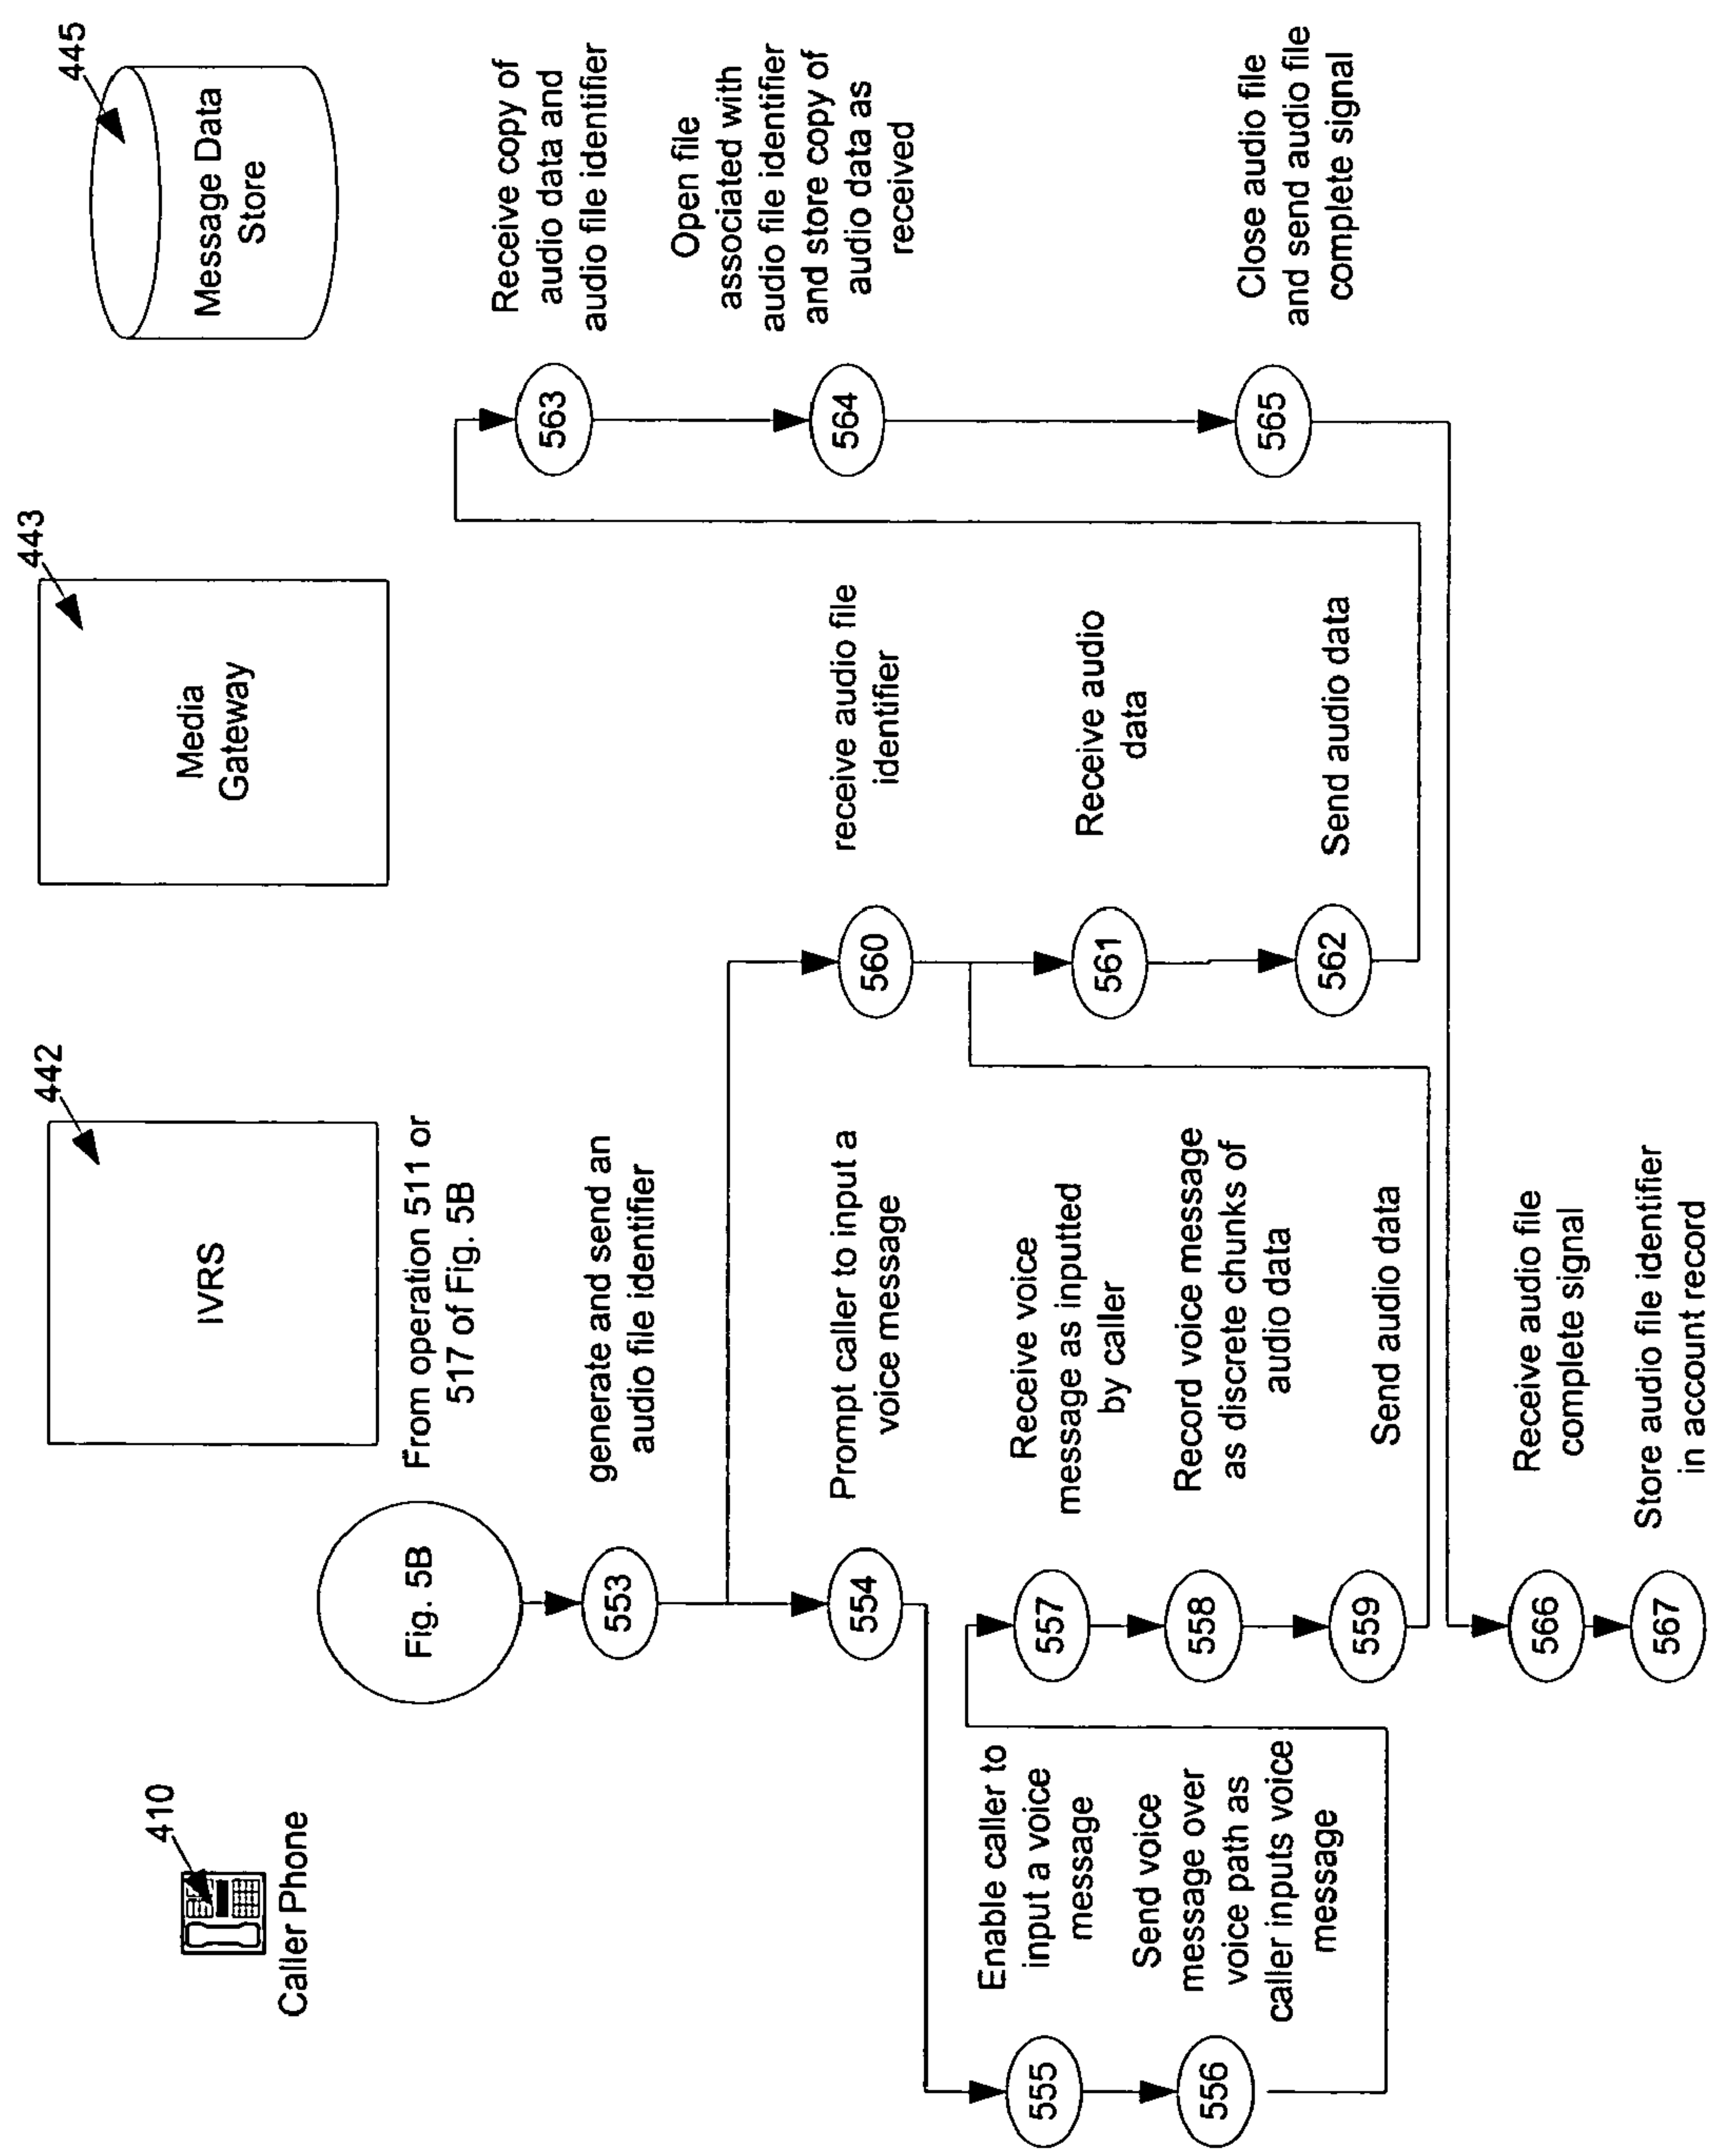 410
Caller Phone
442
IVRS
443
Media
Gateway
445
Message Data
Store
Fig. 5B
From operation 511 or
517 of Fig. 5B
553
generate and send an
audio file identifier
554
Prompt caller to input a
voice message
555
Enable caller to
input a voice
message
556
Send voice
message over
voice path as
caller inputs voice
message
557
Receive voice
message as inputted
by caller
558
Record voice message
as discrete chunks of
audio data
559
Send audio data
560
receive audio file
identifier
561
Receive audio
data
562
Send audio data
563
Receive copy of
audio data and
audio file identifier
564
Open file
associated with
audio file identifier
and store copy of
audio data as
received
565
Close audio file
and send audio file
complete signal
566
Receive audio file
complete signal
567
Store audio file identifier
in account record